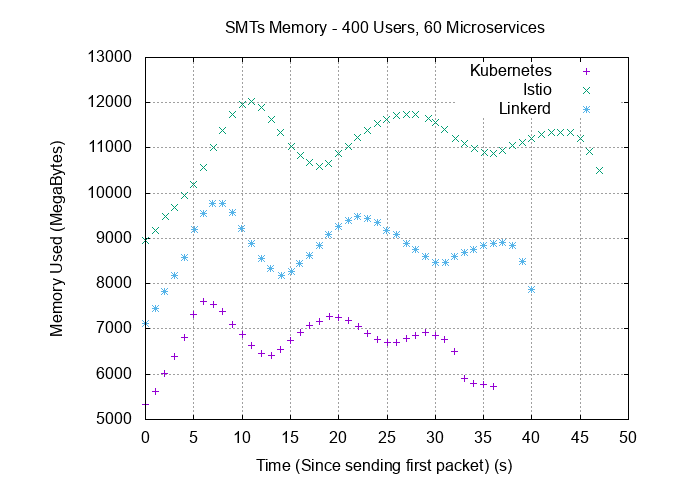 SMTs Memory - 400 Users, 60 Microservices
13000
12000
11000
10000
9000
8000
7000
6000
5000
Memory Used (MegaBytes)
Kubernetes
Istio
Linkerd
0 5 10 15 20 25 30 35 40 45 50
Time (Since sending first packet) (s)